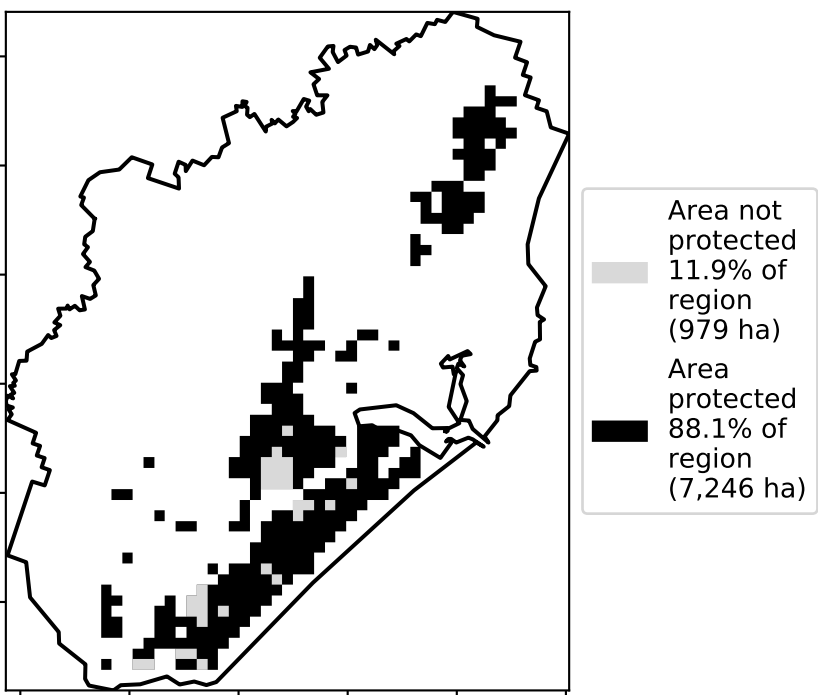 Area not
protected
11.9% of
region
(979 ha)
Area
protected
88.1% of
region
(7,246 ha)